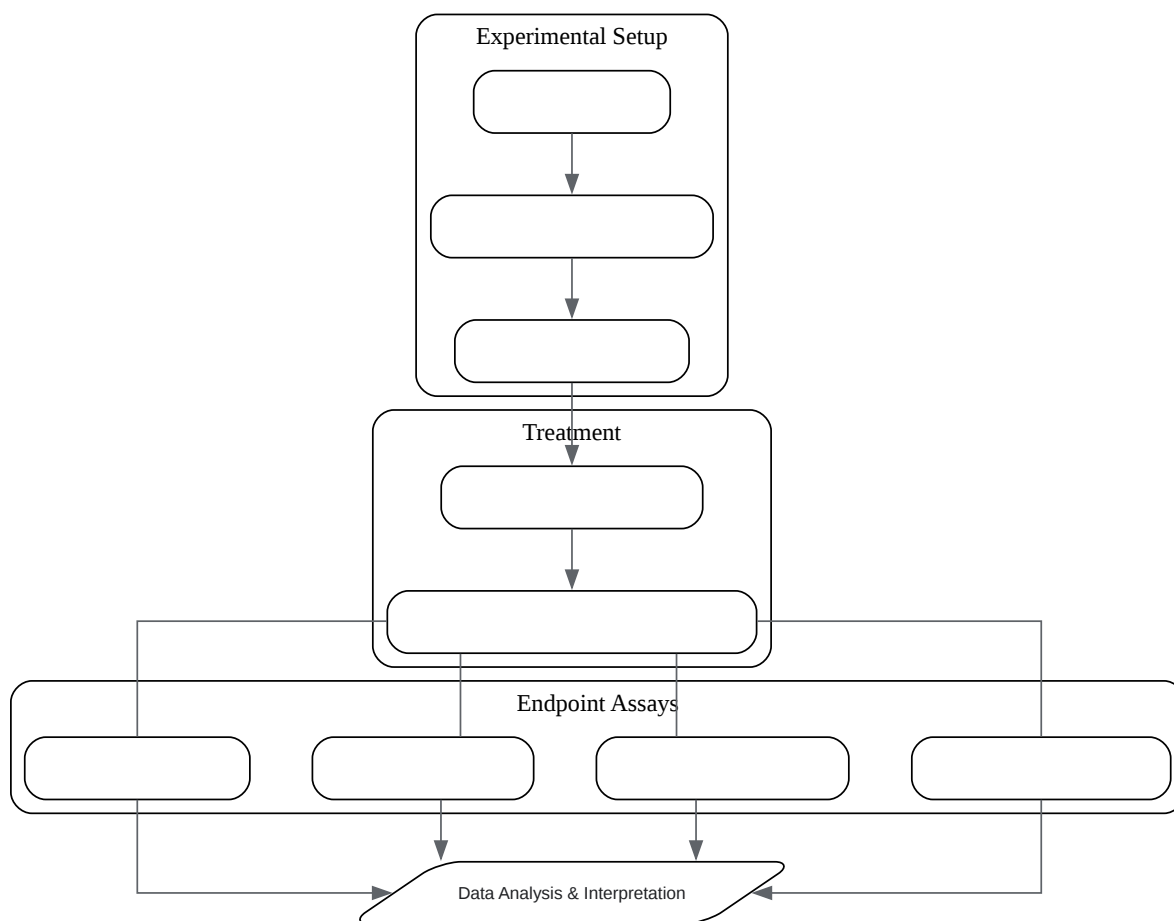 Experimental Setup
Treatment
Endpoint Assays
Data Analysis & Interpretation